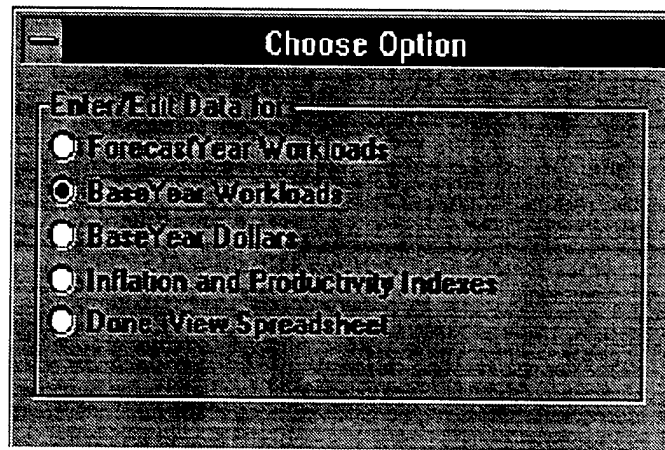 Choose Option
Enter/Edit Data for:
ForecastYear Workloads
BaseYear Workloads
BaseYear Dollars
Inflation and Productivity Indexes
Done, View Spreadsheet